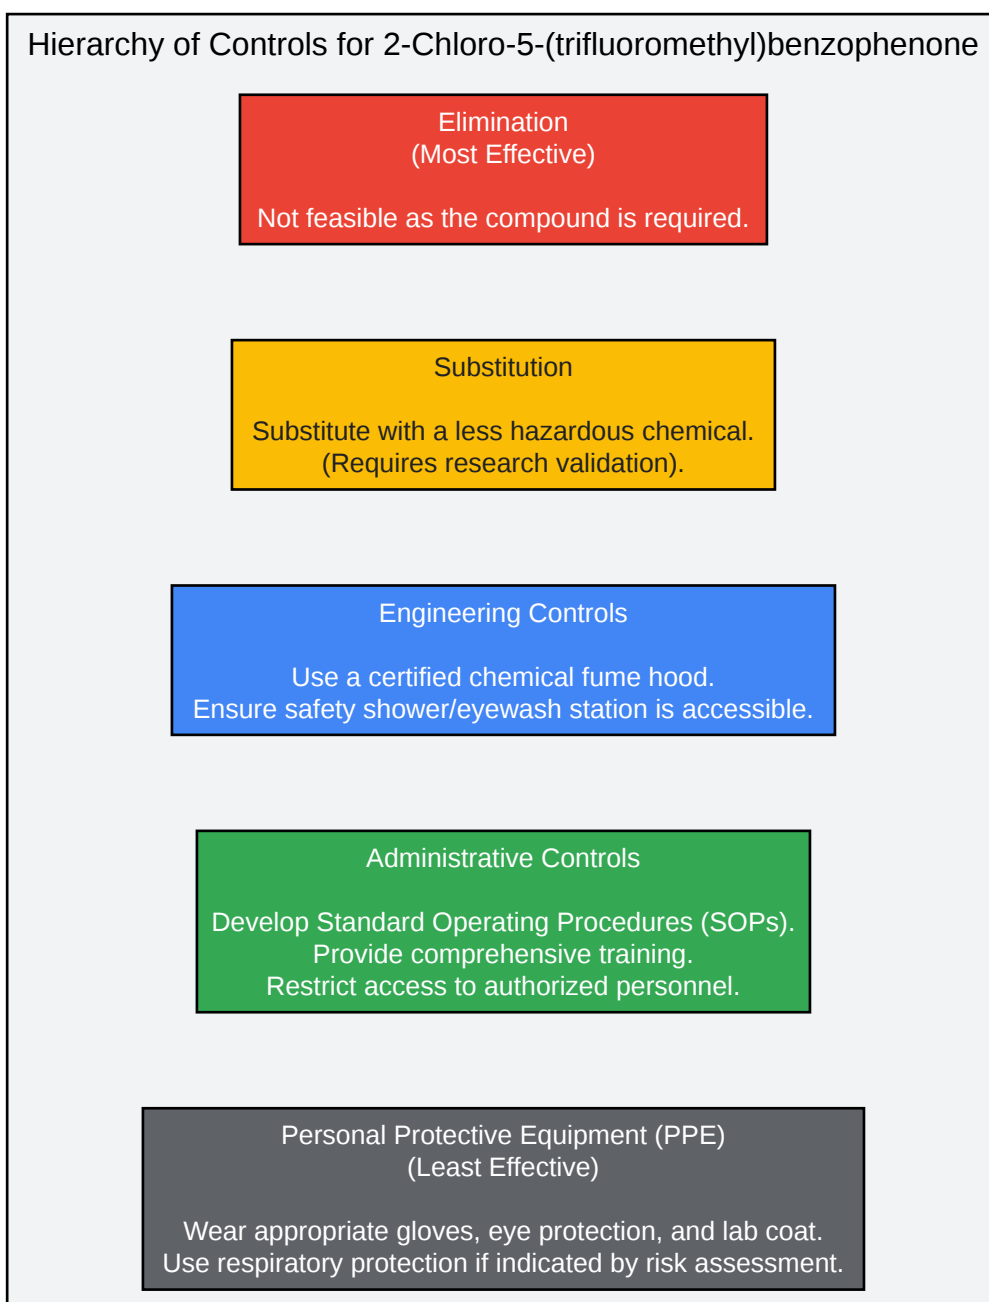 Hierarchy of Controls for 2-Chloro-5-(trifluoromethyl)benzophenone
Elimination
(Most Effective)
Not feasible as the compound is required.
Substitution
Substitute with a less hazardous chemical.
(Requires research validation).
Engineering Controls
Use a certified chemical fume hood.
Ensure safety shower/eyewash station is accessible.
Administrative Controls
Develop Standard Operating Procedures (SOPs).
Provide comprehensive training.
Restrict access to authorized personnel.
Personal Protective Equipment (PPE)
(Least Effective)
Wear appropriate gloves, eye protection, and lab coat.
Use respiratory protection if indicated by risk assessment.